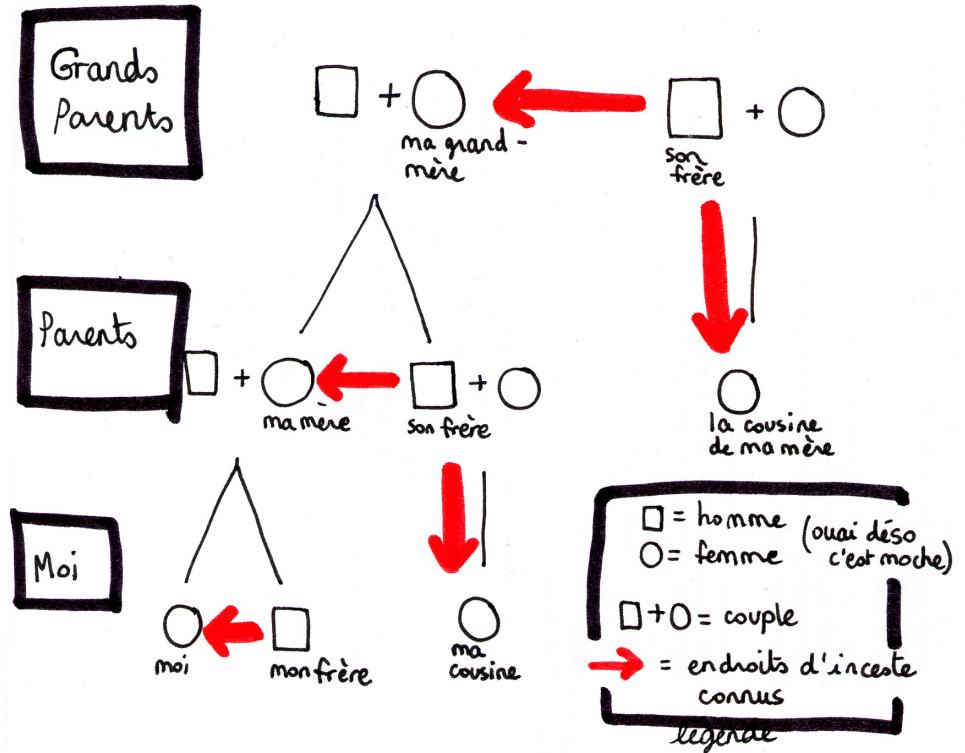 Grands
Parents
+
+
ma grand-
mère
son
frère
Parents
+
+
ma mère
son frère
la cousine
de ma mère
Moi
moi
mon frère
ma
cousine
= homme
= femme
(ouai déso
c'est moche)
+ = couple
= endroits d'inceste
connus
légende